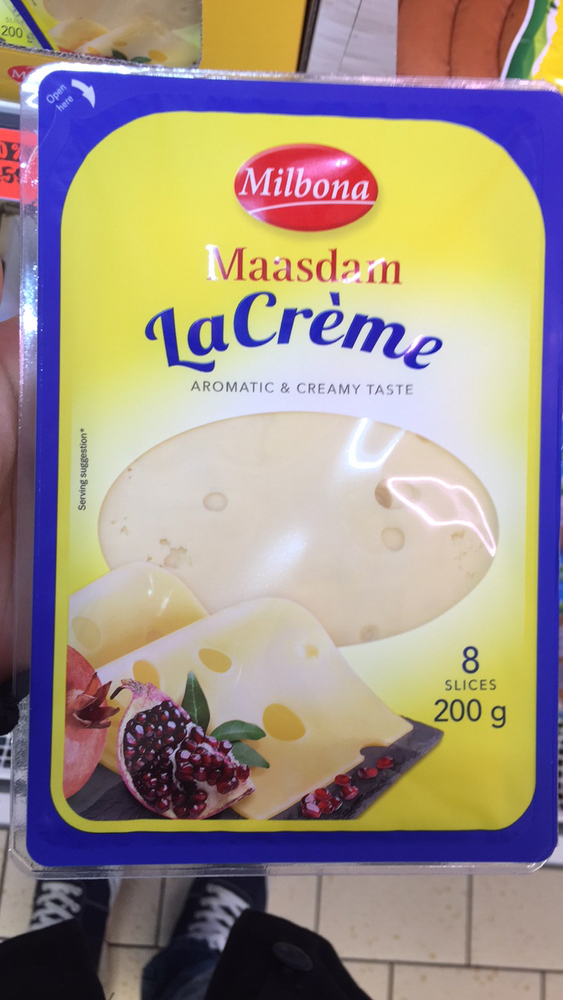 Open
here
Milbona
Maasdam
LaCrème
AROMATIC & CREAMY TASTE
Serving suggestion*
8
SLICES
200 g